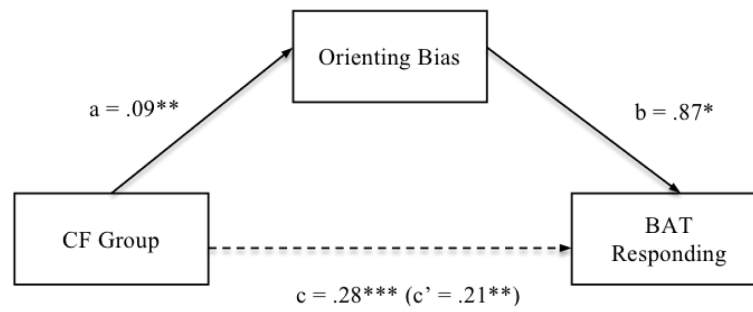 Orienting Bias
a = .09**
b = .87*
CF Group
BAT
Responding
c = .28*** (c’ = .21**)